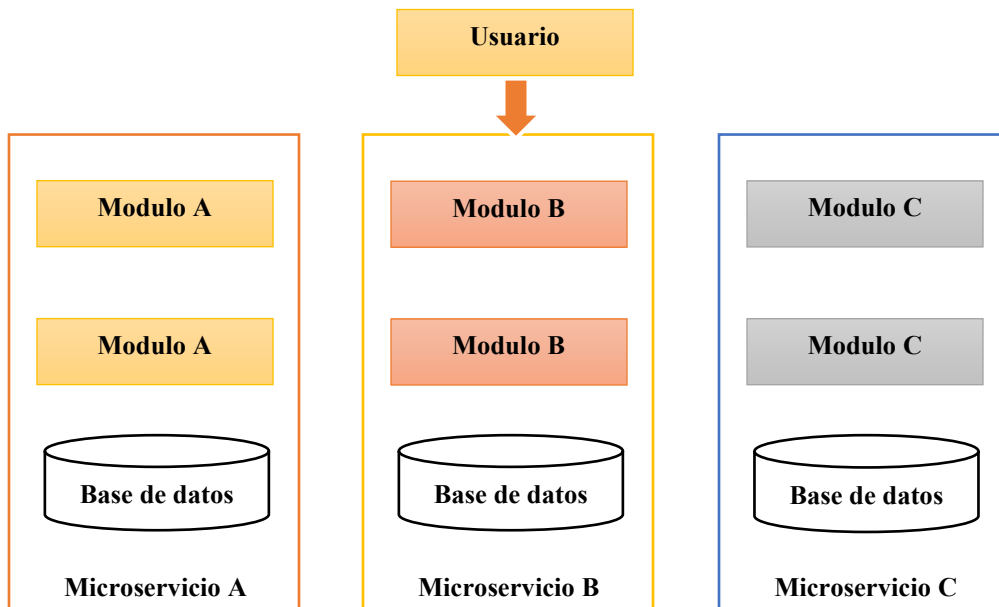 Usuario
Modulo A
Modulo B
Modulo C
Modulo A
Modulo B
Modulo C
Base de datos
Base de datos
Base de datos
Microservicio A
Microservicio B
Microservicio C